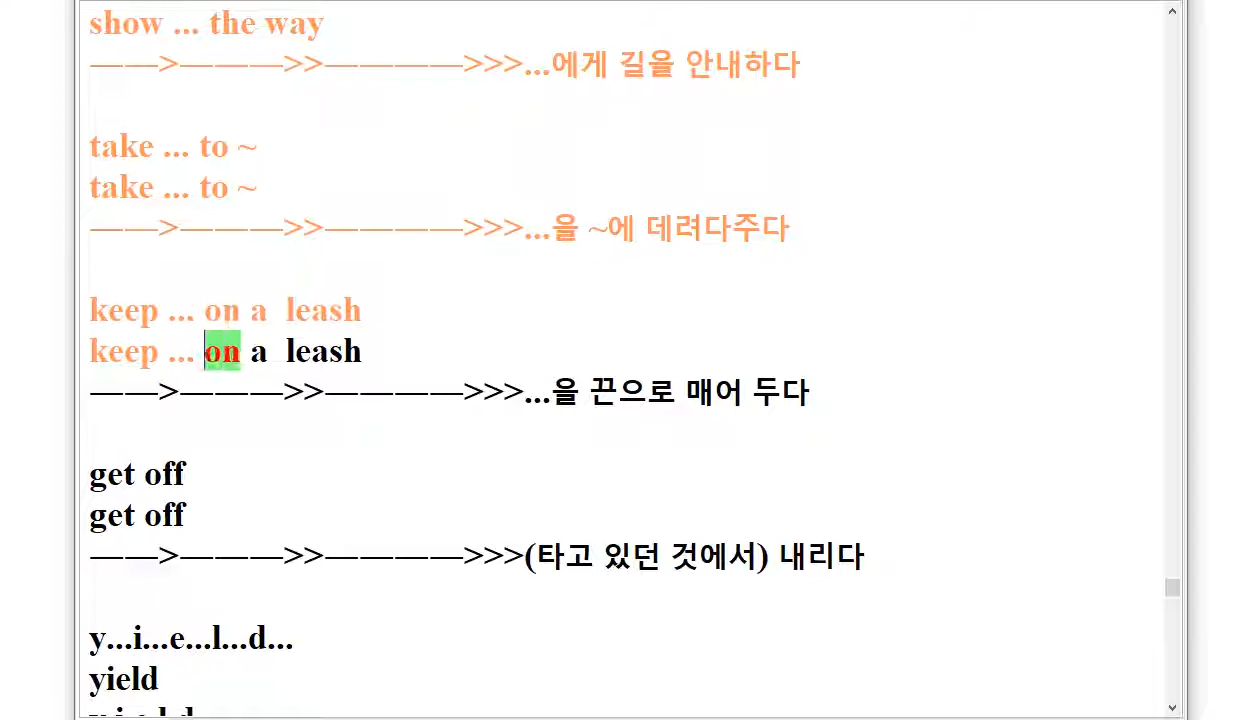 show ... the way
——>———>>————>>>...에게 길을 안내하다
take ... to ~
take ... to ~
——>———>>————>>>...을 ~에 데려다주다
keep ... on a  leash
keep ... on a  leash
——>———>>————>>>...을 끈으로 매어 두다
get off
get off
——>———>>————>>>(타고 있던 것에서) 내리다
y...i...e...l...d...
yield